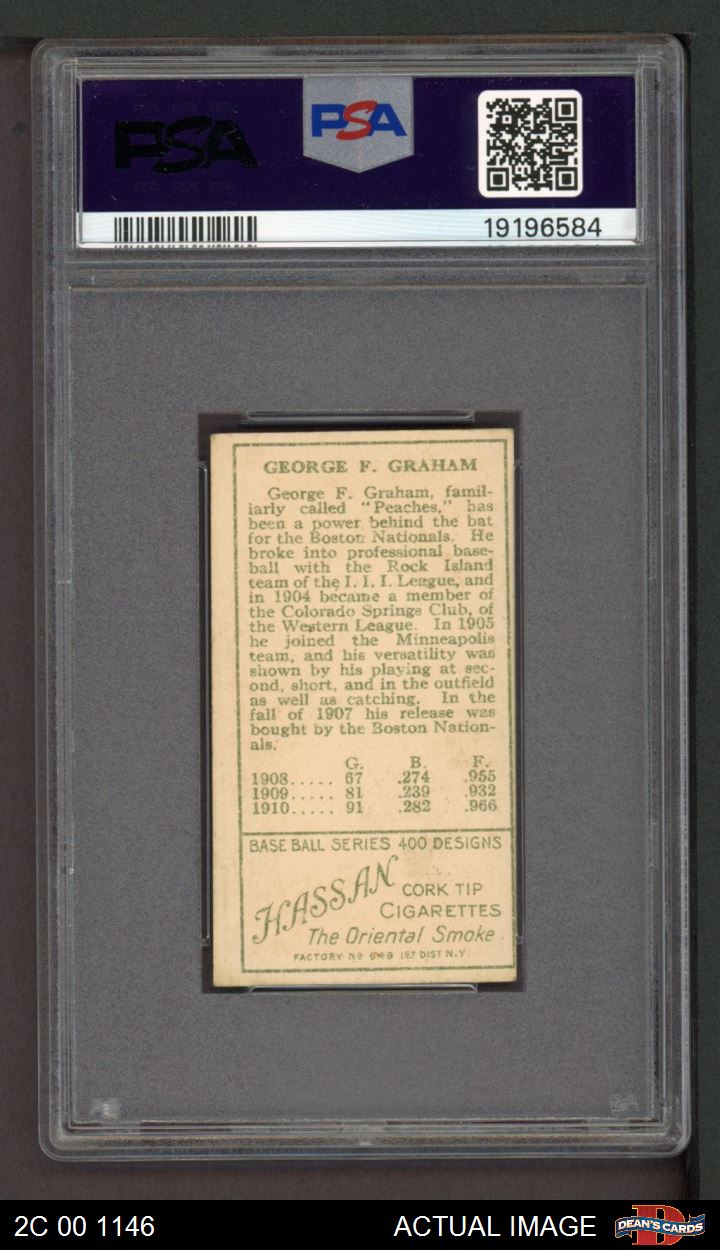 PSA
PSA
19196584
GEORGE F. GRAHAM
George F. Graham, famil-
iarly called "Peaches," has
been a power behind the bat
for the Boston Nationals. He
broke into professional base-
ball with the Rock Island
team of the I. I. I. League, and
in 1904 became a member of
the Colorado Springs Club, of
the Western League. In 1905
he joined the Minneapolis
team, and his versatility was
shown by his playing at sec-
ond, short, and in the outfield
as well as catching. In the
fall of 1907 his release was
bought by the Boston Nation-
als.
G. B. F.
1908..... 67 .274 .955
1909..... 81 .239 .932
1910..... 91 .282 .966
BASE BALL SERIES 400 DESIGNS
HASSAN
CORK TIP
CIGARETTES
The Oriental Smoke
FACTORY Nº 649 1ST DIST N.Y.
2C 00 1146 ACTUAL IMAGE DEAN'S CARDS